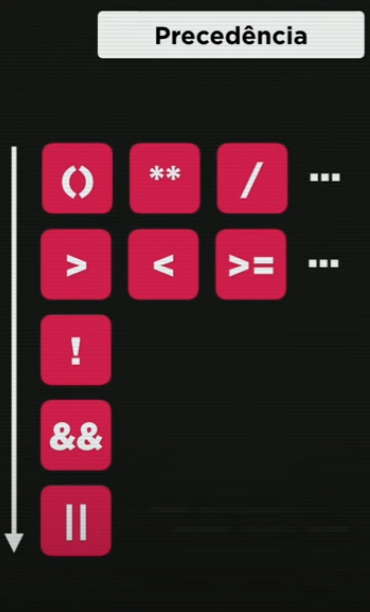 Precedência
() ** / ...
> < >= ...
!
&&
||